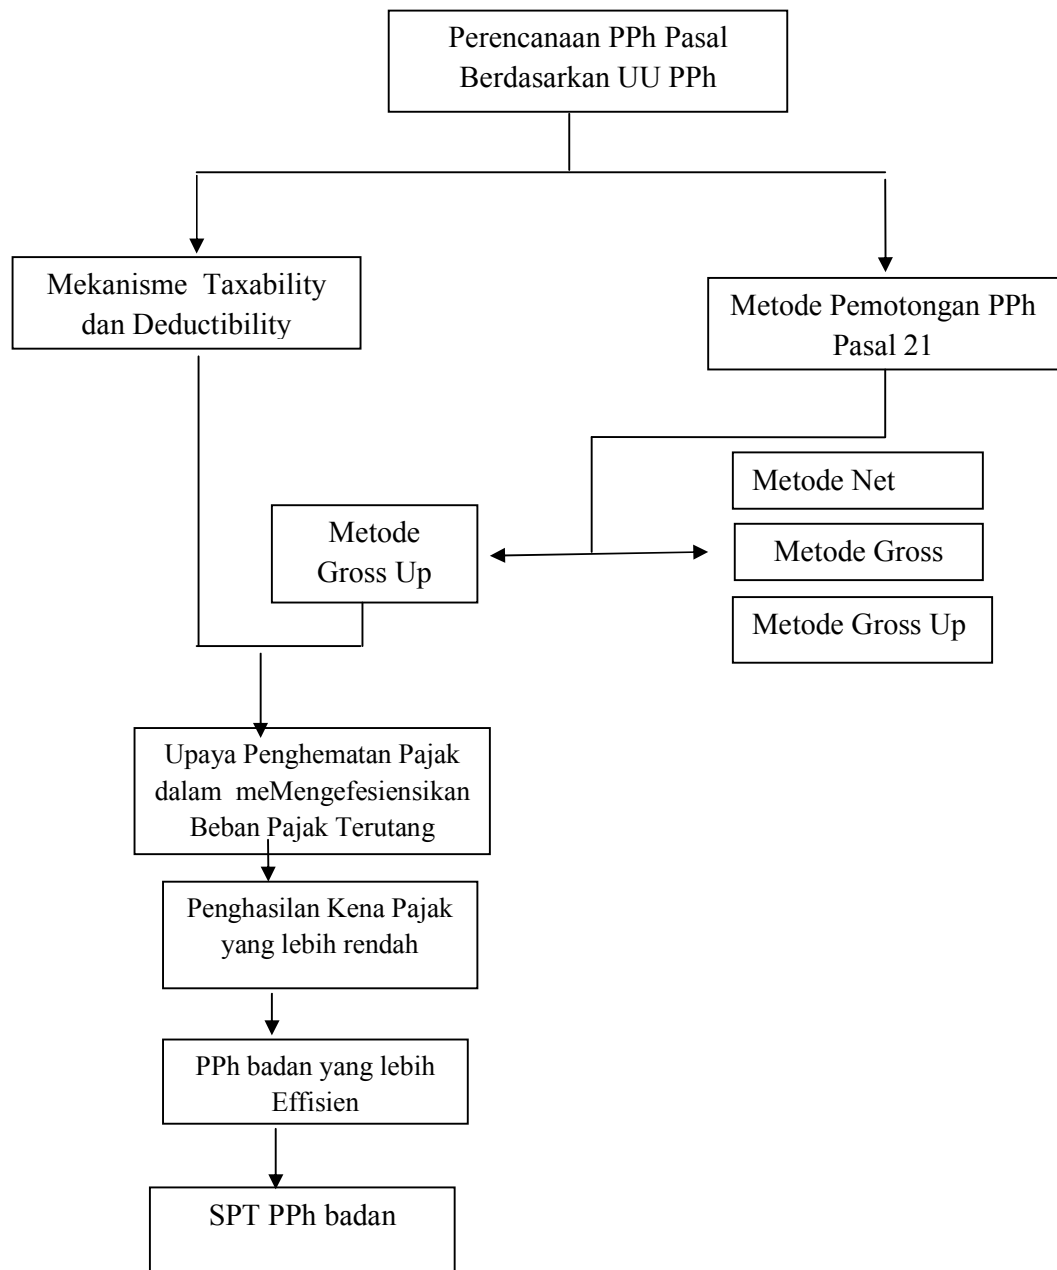 Perencanaan PPh Pasal
Berdasarkan UU PPh
Mekanisme Taxability
dan Deductibility
Metode Pemotongan PPh
Pasal 21
Metode Net
Metode
Gross Up
Metode Gross
Metode Gross Up
Upaya Penghematan Pajak
dalam meMengefesiensikan
Beban Pajak Terutang
Penghasilan Kena Pajak
yang lebih rendah
PPh badan yang lebih
Effisien
SPT PPh badan